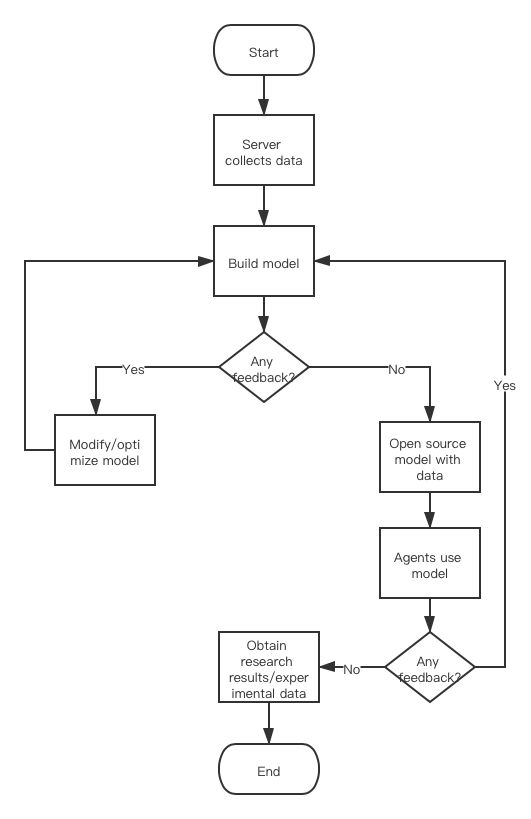 Start
Server
collects data
Build model
Any
feedback?
Yes
No
Yes
Modify/opti
mize model
Open source
model with
data
Agents use
model
Any
feedback?
No
Obtain
research
results/exper
imental data
End